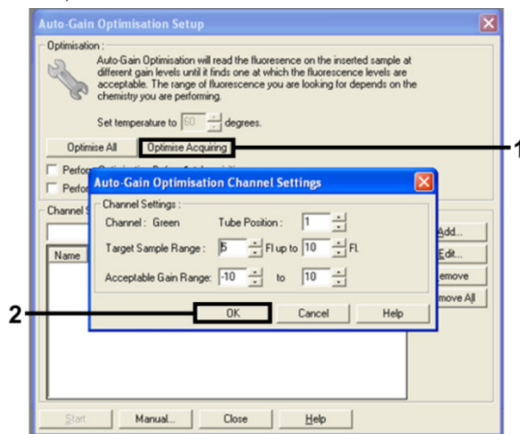 Auto-Gain Optimisation Setup
Optimisation :
Auto-Gain Optimisation will read the fluoresence on the inserted sample at
different gain levels until it finds one at which the fluorescence levels are
acceptable. The range of fluorescence you are looking for depends on the
chemistry you are performing.
Set temperature to 60 degrees.
Optimise All Optimise Acquiring 1
Auto-Gain Optimisation Channel Settings
Channel Settings :
Channel : Green Tube Position : 1
Target Sample Range : 5 Fl up to 10 Fl.
Acceptable Gain Range: -10 to 10
OK Cancel Help
2
Name
Add...
Edit...
Start Manual... Close Help